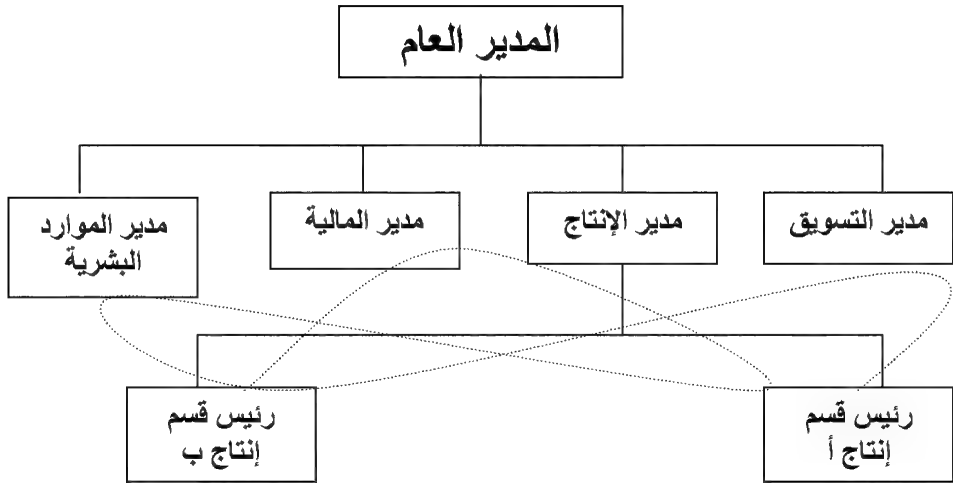 المدير العام
مدير التسويق
مدير الإنتاج
مدير المالية
مدير الموارد
البشرية
رئيس قسم
إنتاج أ
رئيس قسم
إنتاج ب